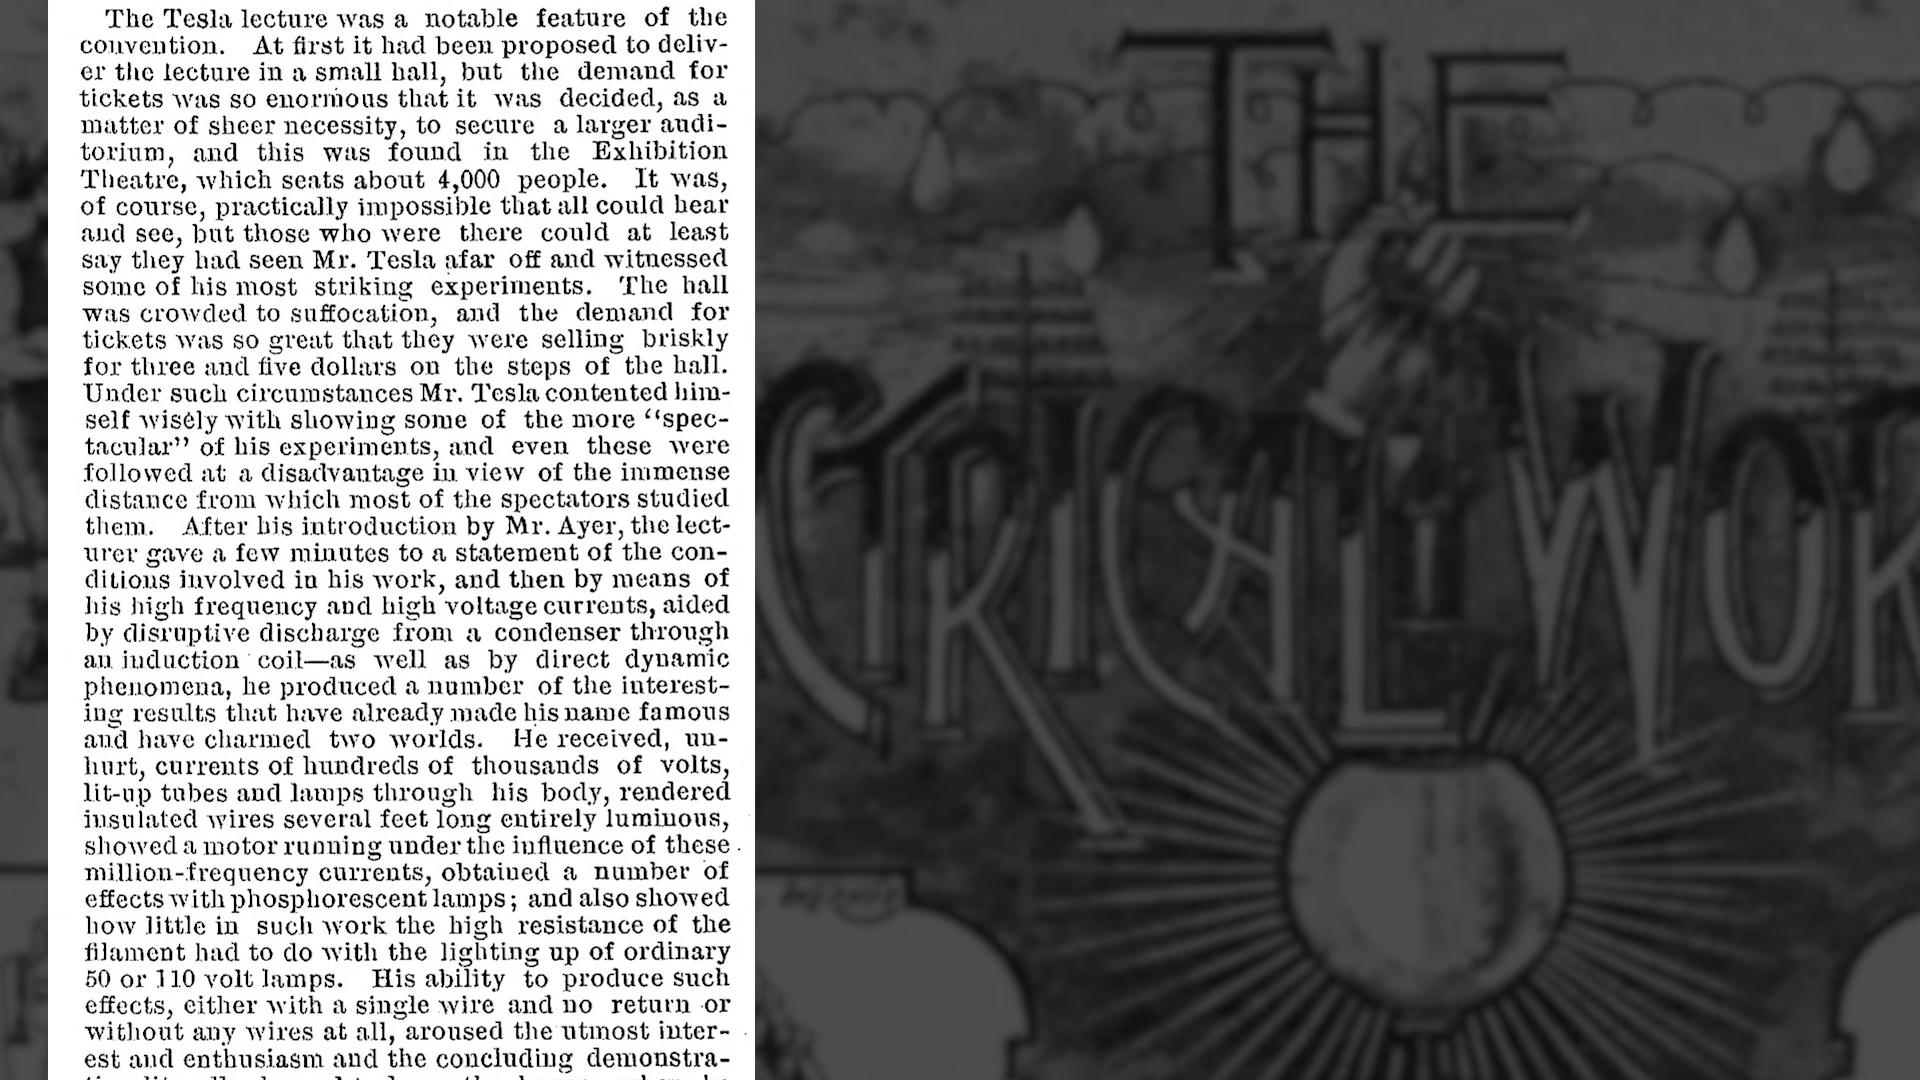 The Tesla lecture was a notable feature of the
convention. At first it had been proposed to deliv-
er the lecture in a small hall, but the demand for
tickets was so enormous that it was decided, as a
matter of sheer necessity, to secure a larger audi-
torium, and this was found in the Exhibition
Theatre, which seats about 4,000 people. It was,
of course, practically impossible that all could hear
and see, but those who were there could at least
say they had seen Mr. Tesla afar off and witnessed
some of his most striking experiments. The hall
was crowded to suffocation, and the demand for
tickets was so great that they were selling briskly
for three and five dollars on the steps of the hall.
Under such circumstances Mr. Tesla contented him-
self wisely with showing some of the more "spec-
tacular" of his experiments, and even these were
followed at a disadvantage in view of the immense
distance from which most of the spectators studied
them. After his introduction by Mr. Ayer, the lect-
urer gave a few minutes to a statement of the con-
ditions involved in his work, and then by means of
his high frequency and high voltage currents, aided
by disruptive discharge from a condenser through
an induction coil—as well as by direct dynamic
phenomena, he produced a number of the interest-
ing results that have already made his name famous
and have charmed two worlds. He received, un-
hurt, currents of hundreds of thousands of volts,
lit-up tubes and lamps through his body, rendered
insulated wires several feet long entirely luminous,
showed a motor running under the influence of these
million-frequency currents, obtained a number of
effects with phosphorescent lamps; and also showed
how little in such work the high resistance of the
filament had to do with the lighting up of ordinary
50 or 110 volt lamps. His ability to produce such
effects, either with a single wire and no return or
without any wires at all, aroused the utmost inter-
est and enthusiasm and the concluding demonstra-
THE
CTRICAL WOR